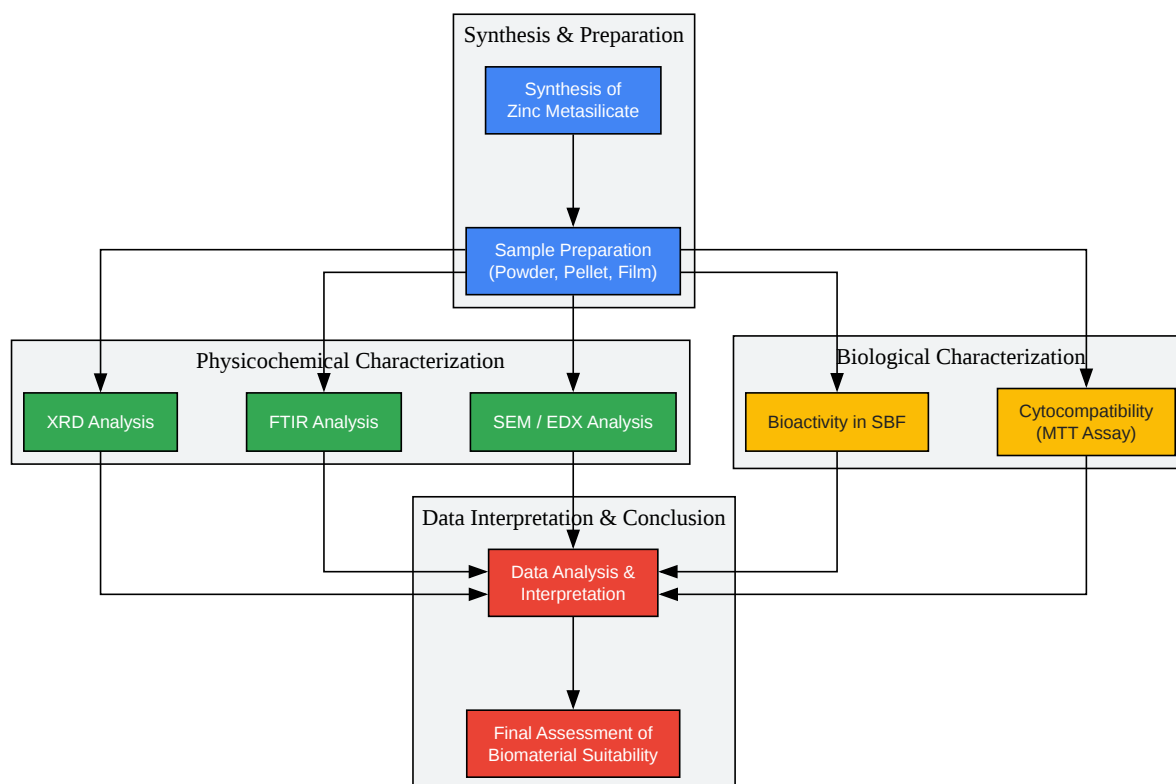 Synthesis & Preparation
Synthesis of
Zinc Metasilicate
Sample Preparation
(Powder, Pellet, Film)
Physicochemical Characterization
XRD Analysis
FTIR Analysis
SEM / EDX Analysis
Biological Characterization
Bioactivity in SBF
Cytocompatibility
(MTT Assay)
Data Interpretation & Conclusion
Data Analysis &
Interpretation
Final Assessment of
Biomaterial Suitability